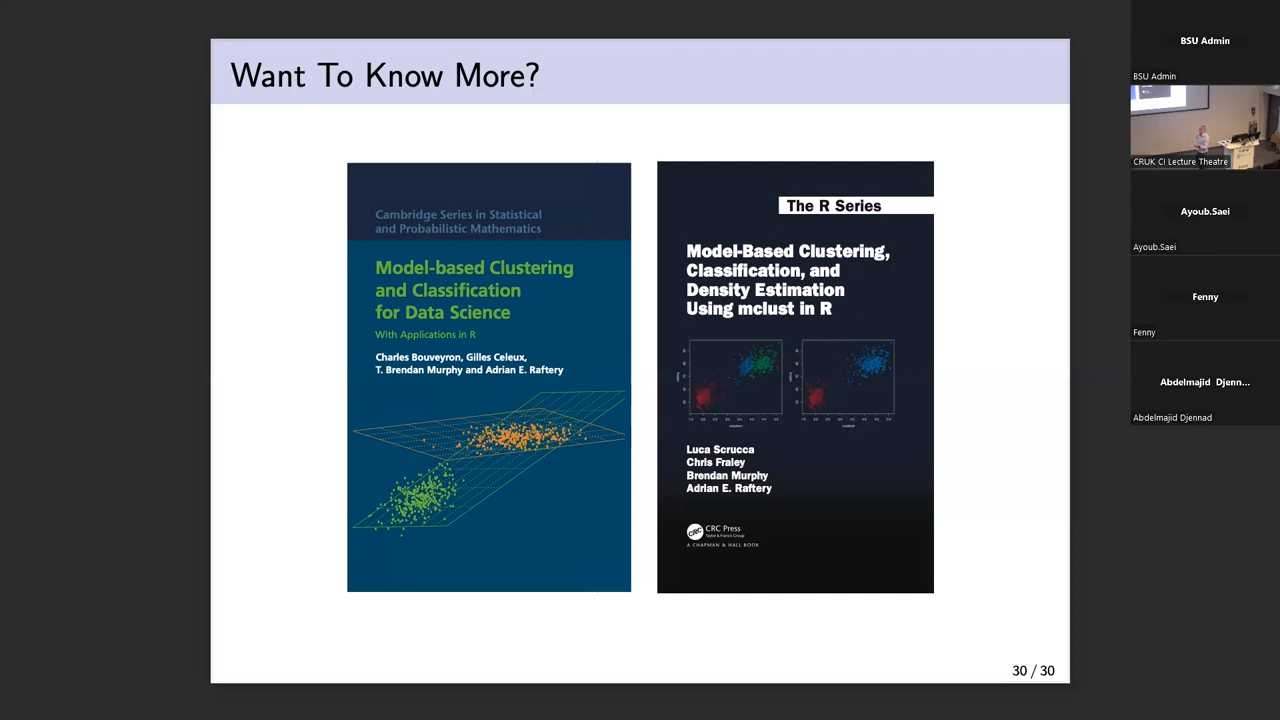 Want To Know More?
Cambridge Series in Statistical
and Probabilistic Mathematics
Model-based Clustering
and Classification
for Data Science
With Applications in R
Charles Bouveyron, Gilles Celeux,
T. Brendan Murphy and Adrian E. Raftery
The R Series
Model-Based Clustering,
Classification, and
Density Estimation
Using mclust in R
Luca Scrucca
Chris Fraley
Brendan Murphy
Adrian E. Raftery
CRC
CRC Press
Taylor & Francis Group
A CHAPMAN & HALL BOOK
30 / 30
BSU Admin
BSU Admin
CRUK CI Lecture Theatre
Ayoub.Saei
Ayoub.Saei
Fenny
Fenny
Abdelmajid Djenn...
Abdelmajid Djennad